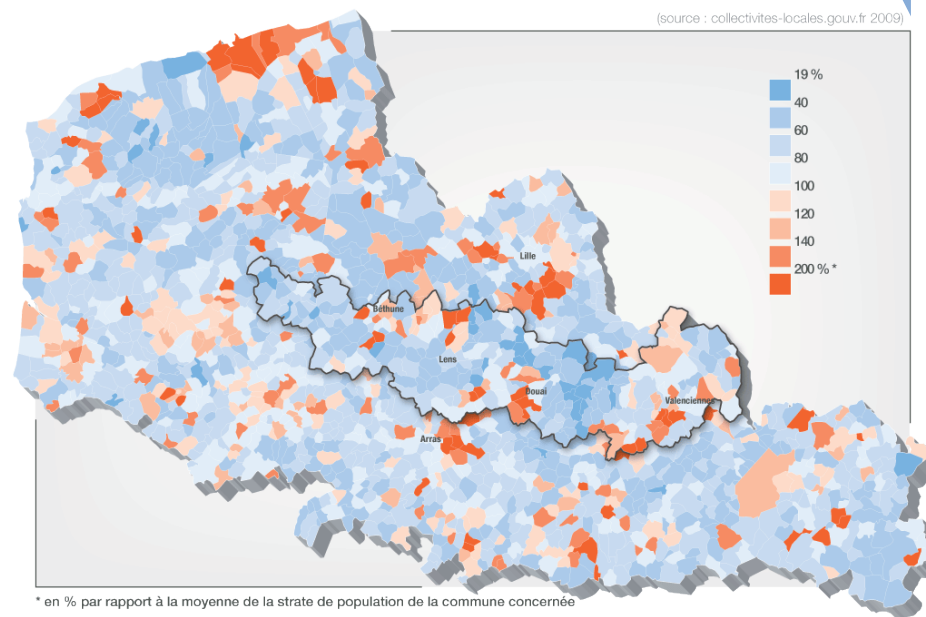 (source : collectivites-locales.gouv.fr 2009)
19 %
40
60
80
100
120
140
200 % *
Lille
Béthune
Lens
Douai
Valenciennes
Arras
* en % par rapport à la moyenne de la strate de population de la commune concernée